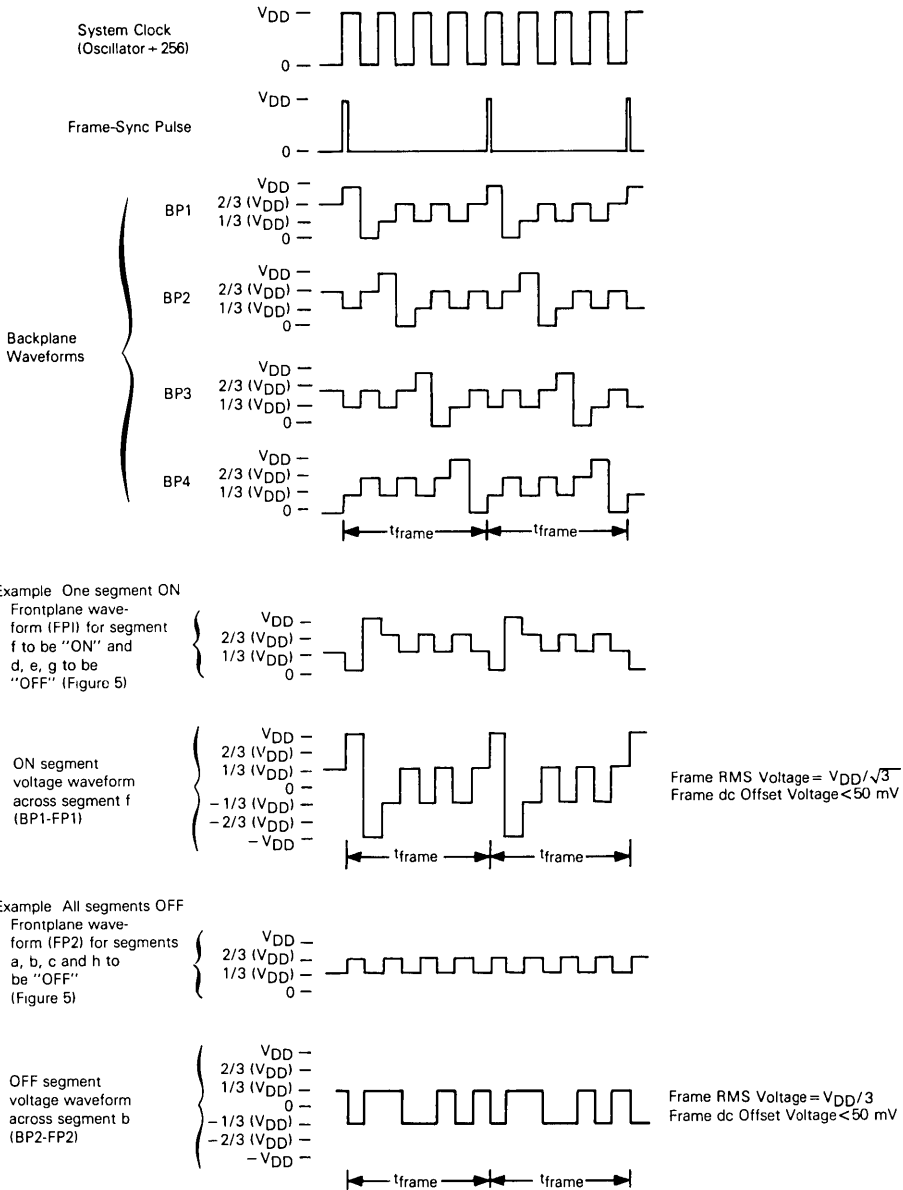 System Clock
(Oscillator ÷ 256)
VDD
0
Frame-Sync Pulse
VDD
0
Backplane
Waveforms
BP1
VDD
2/3 (VDD)
1/3 (VDD)
0
BP2
VDD
2/3 (VDD)
1/3 (VDD)
0
BP3
VDD
2/3 (VDD)
1/3 (VDD)
0
BP4
VDD
2/3 (VDD)
1/3 (VDD)
0
tframe
tframe
Example One segment ON
Frontplane wave-
form (FPI) for segment
f to be "ON" and
d, e, g to be
"OFF" (Figure 5)
VDD
2/3 (VDD)
1/3 (VDD)
0
ON segment
voltage waveform
across segment f
(BP1-FP1)
VDD
2/3 (VDD)
1/3 (VDD)
0
-1/3 (VDD)
-2/3 (VDD)
-VDD
Frame RMS Voltage = VDD/√3
Frame dc Offset Voltage<50 mV
tframe
tframe
Example All segments OFF
Frontplane wave-
form (FP2) for segments
a, b, c and h to
be "OFF"
(Figure 5)
VDD
2/3 (VDD)
1/3 (VDD)
0
OFF segment
voltage waveform
across segment b
(BP2-FP2)
VDD
2/3 (VDD)
1/3 (VDD)
0
-1/3 (VDD)
-2/3 (VDD)
-VDD
Frame RMS Voltage = VDD/3
Frame dc Offset Voltage<50 mV
tframe
tframe